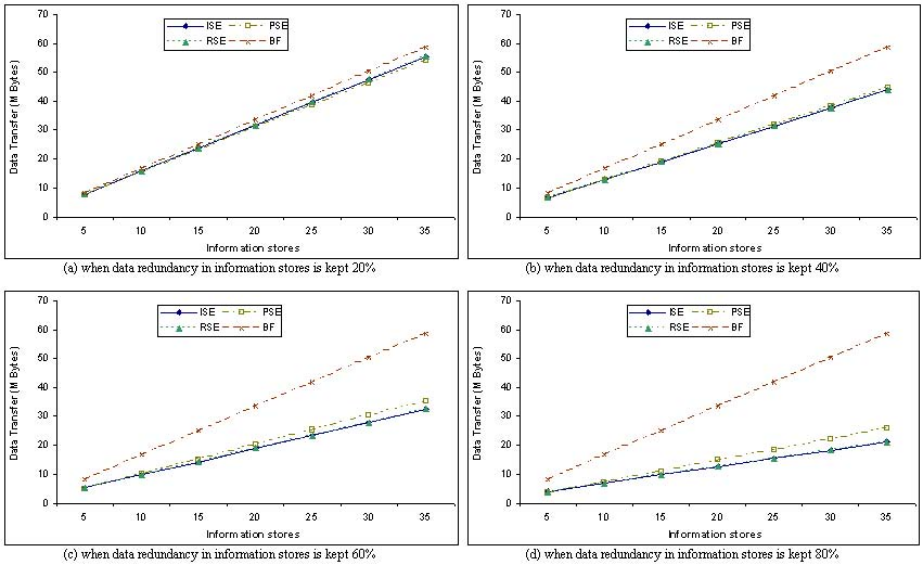 ISE PSE
RSE BF
70
60
50
40
30
20
10
0
Data Transfer (M Bytes)
5 10 15 20 25 30 35
Information stores
(a) when data redundancy in information stores is kept 20%
ISE PSE
RSE BF
70
60
50
40
30
20
10
0
Data Transfer (M Bytes)
5 10 15 20 25 30 35
Information stores
(b) when data redundancy in information stores is kept 40%
ISE PSE
RSE BF
70
60
50
40
30
20
10
0
Data Transfer (M Bytes)
5 10 15 20 25 30 35
Information stores
(c) when data redundancy in information stores is kept 60%
ISE PSE
RSE BF
70
60
50
40
30
20
10
0
Data Transfer (M Bytes)
5 10 15 20 25 30 35
Information stores
(d) when data redundancy in information stores is kept 80%